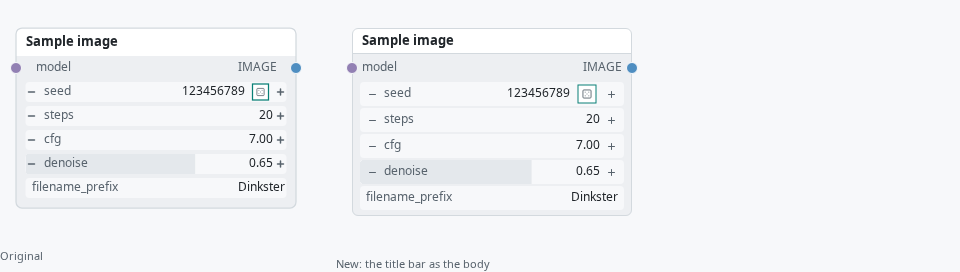 Sample image
model IMAGE
– seed 123456789 +
– steps 20 +
– cfg 7.00 +
– denoise 0.65 +
filename_prefix Dinkster
Original
Sample image
model IMAGE
– seed 123456789 +
– steps 20 +
– cfg 7.00 +
– denoise 0.65 +
filename_prefix Dinkster
New: the title bar as the body